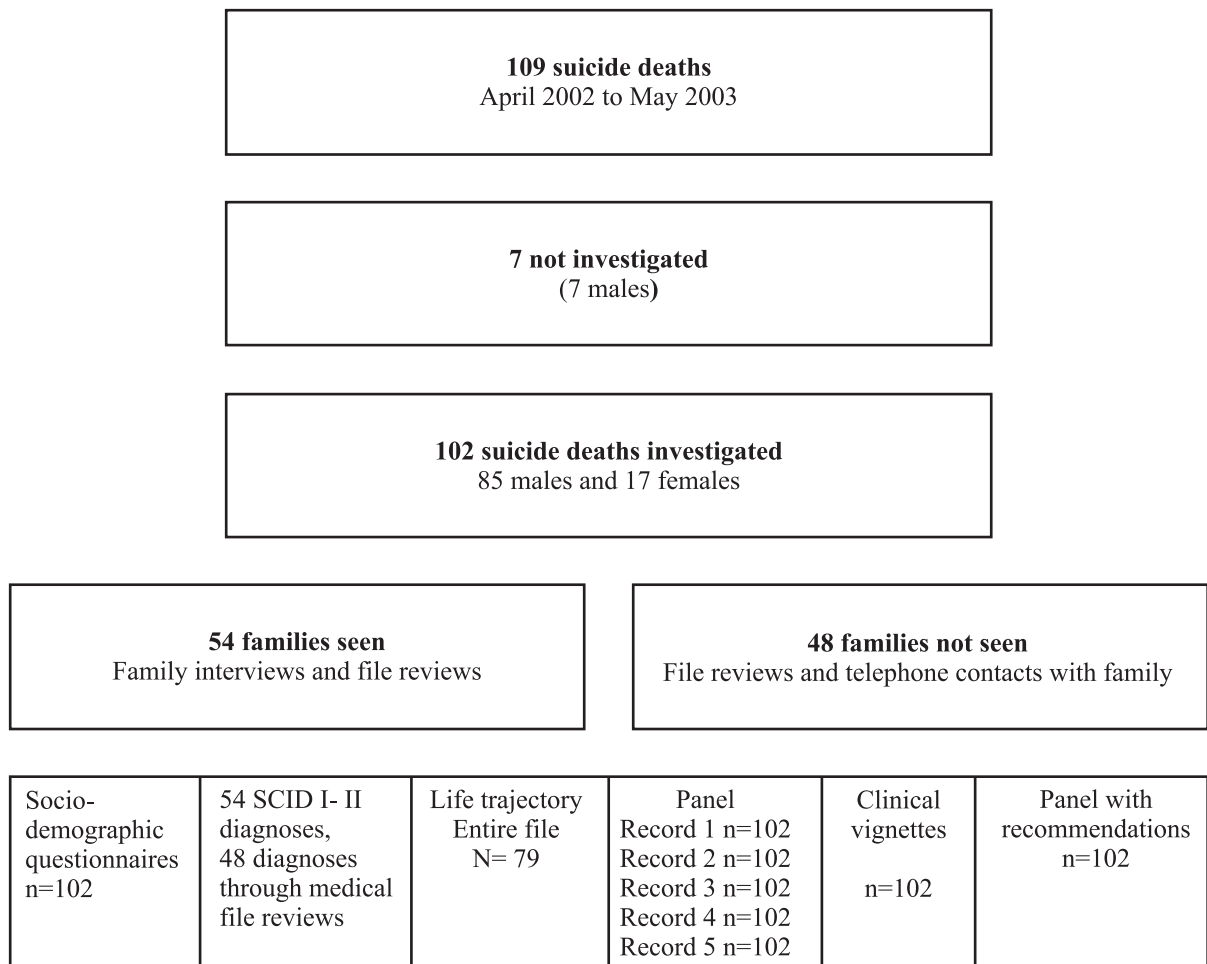 109 suicide deaths
April 2002 to May 2003
7 not investigated
(7 males)
102 suicide deaths investigated
85 males and 17 females
54 families seen
Family interviews and file reviews
48 families not seen
File reviews and telephone contacts with family
Socio-
demographic
questionnaires
n=102
54 SCID I- II
diagnoses,
48 diagnoses
through medical
file reviews
Life trajectory
Entire file
N= 79
Panel
Record 1 n=102
Record 2 n=102
Record 3 n=102
Record 4 n=102
Record 5 n=102
Clinical
vignettes
n=102
Panel with
recommendations
n=102